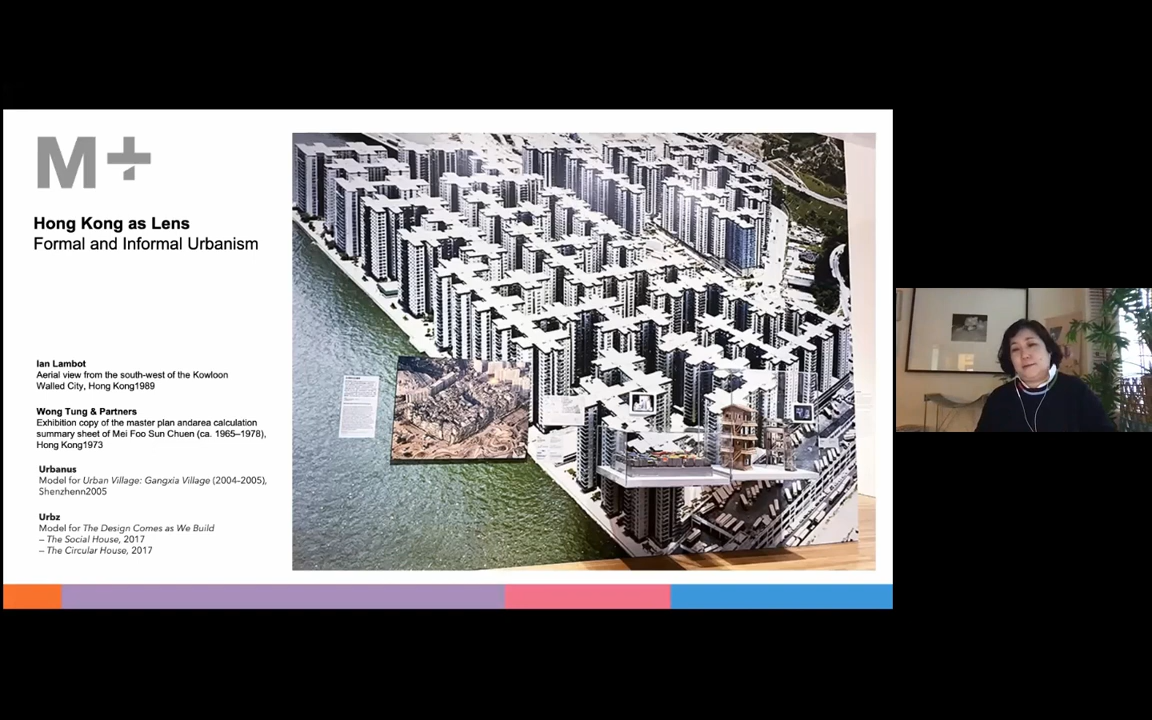 M+
Hong Kong as Lens
Formal and Informal Urbanism
Ian Lambot
Aerial view from the south-west of the Kowloon
Walled City, Hong Kong1989
Wong Tung & Partners
Exhibition copy of the master plan andarea calculation
summary sheet of Mei Foo Sun Chuen (ca. 1965–1978),
Hong Kong1973
Urbanus
Model for Urban Village: Gangxia Village (2004-2005),
Shenzhenn2005
Urbz
Model for The Design Comes as We Build
– The Social House, 2017
– The Circular House, 2017